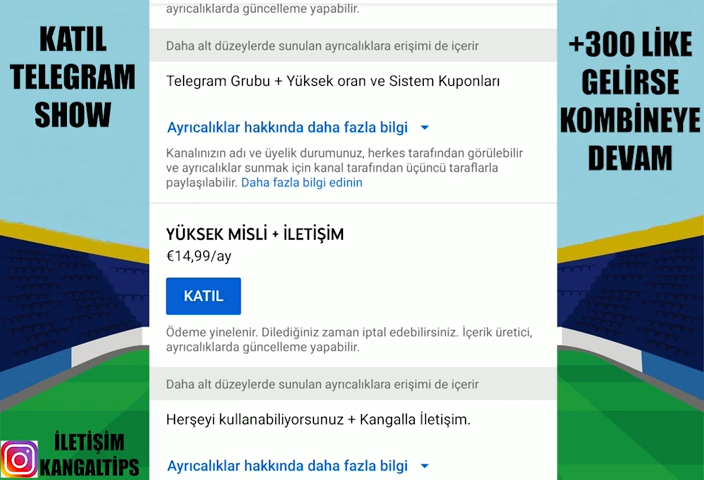 KATIL
TELEGRAM
SHOW
ayrıcalıklarda güncelleme yapabilir.
Daha alt düzeylerde sunulan ayrıcalıklara erişimi de içerir
Telegram Grubu + Yüksek oran ve Sistem Kuponları
Ayrıcalıklar hakkında daha fazla bilgi
Kanalınızın adı ve üyelik durumunuz, herkes tarafından görülebilir
ve ayrıcalıklar sunmak için kanal tarafından üçüncü taraflarla
paylaşılabilir. Daha fazla bilgi edinin
YÜKSEK MİSLİ + İLETİŞİM
€14,99/ay
KATIL
Ödeme yinelenir. Dilediğiniz zaman iptal edebilirsiniz. İçerik üretici,
ayrıcalıklarda güncelleme yapabilir.
Daha alt düzeylerde sunulan ayrıcalıklara erişimi de içerir
Herşeyi kullanabiliyorsunuz + Kangalla İletişim.
Ayrıcalıklar hakkında daha fazla bilgi
+300 LİKE
GELİRSE
KOMBİNEYE
DEVAM
İLETİŞİM
KANGALTİPS